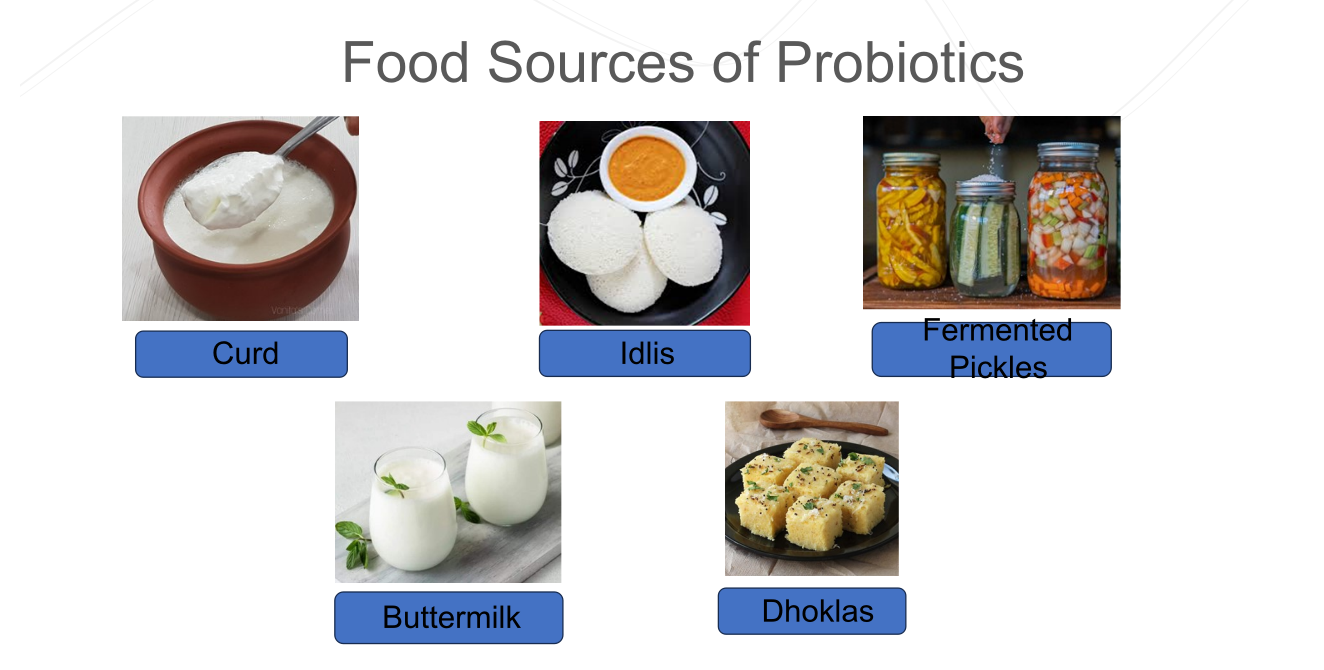 Food Sources of Probiotics
Curd
Idlis
Fermented
Pickles
Buttermilk
Dhoklas